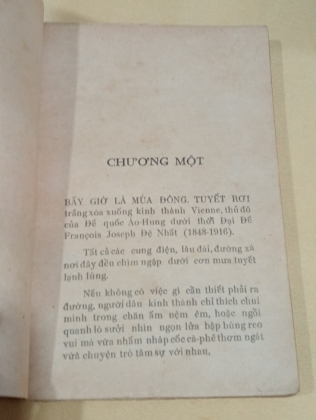 CHƯƠNG MỘT
BÂY GIỜ LÀ MÙA ĐÔNG. TUYẾT RƠI
trắng xóa xuống kinh thành Vienne, thủ đô
của Đế quốc Áo-Hung dưới thời Đại Đế
François Joseph Đệ Nhất (1848-1916).
Tất cả các cung điện, lâu đài, đường xá
nơi đây đều chìm ngập dưới cơn mưa tuyết
lạnh lùng.
Nếu không có việc gì cần thiết phải ra
đường, người dân kinh thành chỉ thích chui
mình trong chăn ấm nệm êm, hoặc ngồi
quanh lò sưởi nhìn ngọn lửa bập bùng reo
vui mà vừa nhấm nháp cốc cà-phê thơm ngát
vừa chuyện trò tâm sự với nhau.